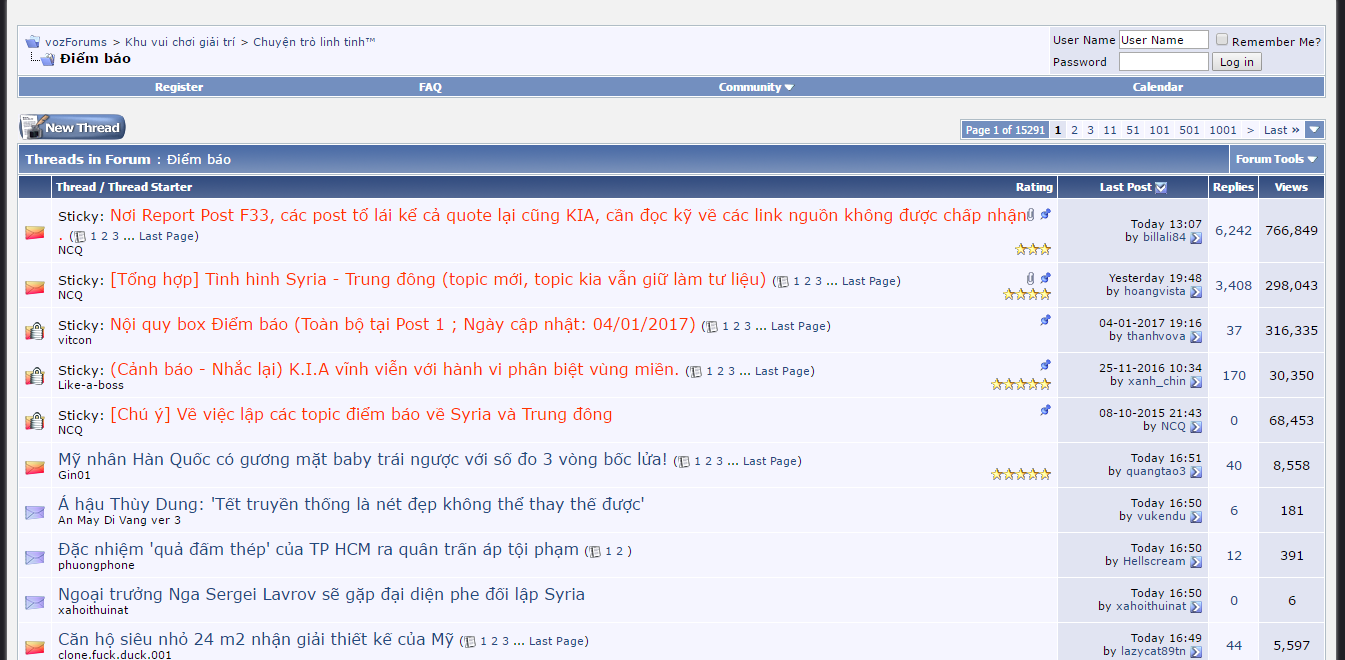 vozForums > Khu vui chơi giải trí > Chuyện trò linh tinh™
Điểm báo
User Name User Name Remember Me?
Password Log in
Register FAQ Community Calendar
New Thread
Page 1 of 15291 1 2 3 11 51 101 501 1001 > Last »
Threads in Forum : Điểm báo Forum Tools
Thread / Thread Starter Rating Last Post Replies Views
Sticky: Nơi Report Post F33, các post tố lái kể cả quote lại cũng KIA, cần đọc kỹ về các link nguồn không được chấp nhận
. ( 1 2 3 ... Last Page)
NCQ
Today 13:07
by billali84
6,242 766,849
Sticky: [Tổng hợp] Tình hình Syria - Trung đông (topic mới, topic kia vẫn giữ làm tư liệu) ( 1 2 3 ... Last Page)
NCQ
Yesterday 19:48
by hoangvista
3,408 298,043
Sticky: Nội quy box Điểm báo (Toàn bộ tại Post 1 ; Ngày cập nhật: 04/01/2017) ( 1 2 3 ... Last Page)
vitcon
04-01-2017 19:16
by thanhvova
37 316,335
Sticky: (Cảnh báo - Nhắc lại) K.I.A vĩnh viễn với hành vi phân biệt vùng miền. ( 1 2 3 ... Last Page)
Like-a-boss
25-11-2016 10:34
by xanh_chin
170 30,350
Sticky: [Chú ý] Về việc lập các topic điểm báo về Syria và Trung đông
NCQ
08-10-2015 21:43
by NCQ
0 68,453
Mỹ nhân Hàn Quốc có gương mặt baby trái ngược với số đo 3 vòng bốc lửa! ( 1 2 3 ... Last Page)
Gin01
Today 16:51
by quangtao3
40 8,558
Á hậu Thùy Dung: 'Tết truyền thống là nét đẹp không thể thay thế được'
An May Di Vang ver 3
Today 16:50
by vukendu
6 181
Đặc nhiệm 'quả đấm thép' của TP HCM ra quân trấn áp tội phạm ( 1 2 )
phuongphone
Today 16:50
by Hellscream
12 391
Ngoại trưởng Nga Sergei Lavrov sẽ gặp đại diện phe đối lập Syria
xahoithuinat
Today 16:50
by xahoithuinat
0 6
Căn hộ siêu nhỏ 24 m2 nhận giải thiết kế của Mỹ ( 1 2 3 ... Last Page)
clone.fuck.duck.001
Today 16:49
by lazycat89tn
44 5,597